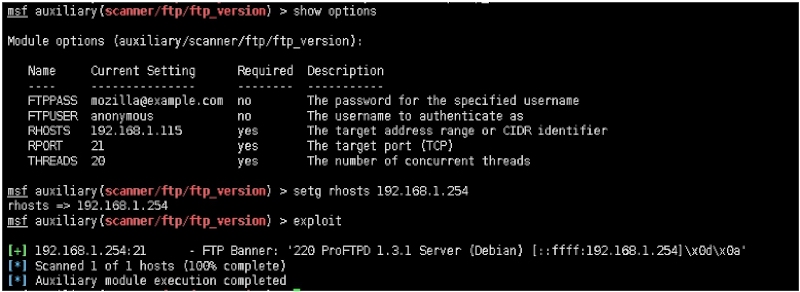 msf auxiliary(scanner/ftp/ftp_version) > show options
Module options (auxiliary/scanner/ftp/ftp_version):
Name Current Setting Required Description
---- --------------- -------- -----------
FTPPASS mozilla@example.com no The password for the specified username
FTPUSER anonymous no The username to authenticate as
RHOSTS 192.168.1.115 yes The target address range or CIDR identifier
RPORT 21 yes The target port (TCP)
THREADS 20 yes The number of concurrent threads
msf auxiliary(scanner/ftp/ftp_version) > setg rhosts 192.168.1.254
rhosts => 192.168.1.254
msf auxiliary(scanner/ftp/ftp_version) > exploit
[+] 192.168.1.254:21 - FTP Banner: '220 ProFTPD 1.3.1 Server (Debian) [::ffff:192.168.1.254]\x0d\x0a'
[*] Scanned 1 of 1 hosts (100% complete)
[*] Auxiliary module execution completed